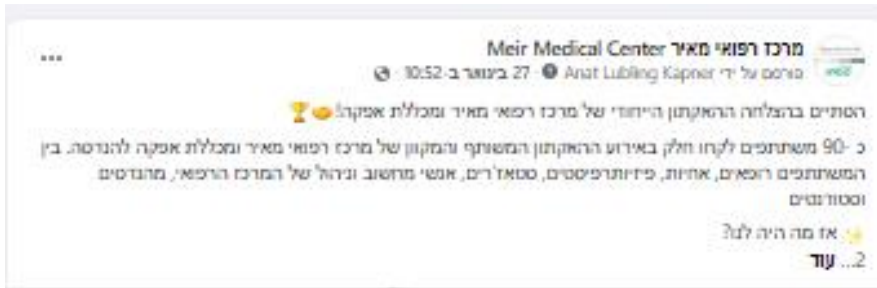 מרכז רפואי מאיר Meir Medical Center
פורסם על ידי Anat Lubling Kapner · 27 בינואר ב-10:52
הסתיים בהצלחה ההאקתון הייחודי של מרכז רפואי מאיר ומכללת אפקה!
כ -90 משתתפים לקחו חלק באירוע ההאקתון המשותף והמקוון של מרכז רפואי מאיר ומכללת אפקה להנדסה. בין
המשתתפים רופאים, אחיות, פיזיותרפיסטים, סטאז'רים, אנשי מחשוב וניהול של המרכז הרפואי, מהנדסים
וסטודנטים
אז מה היה לנו?
2... עוד